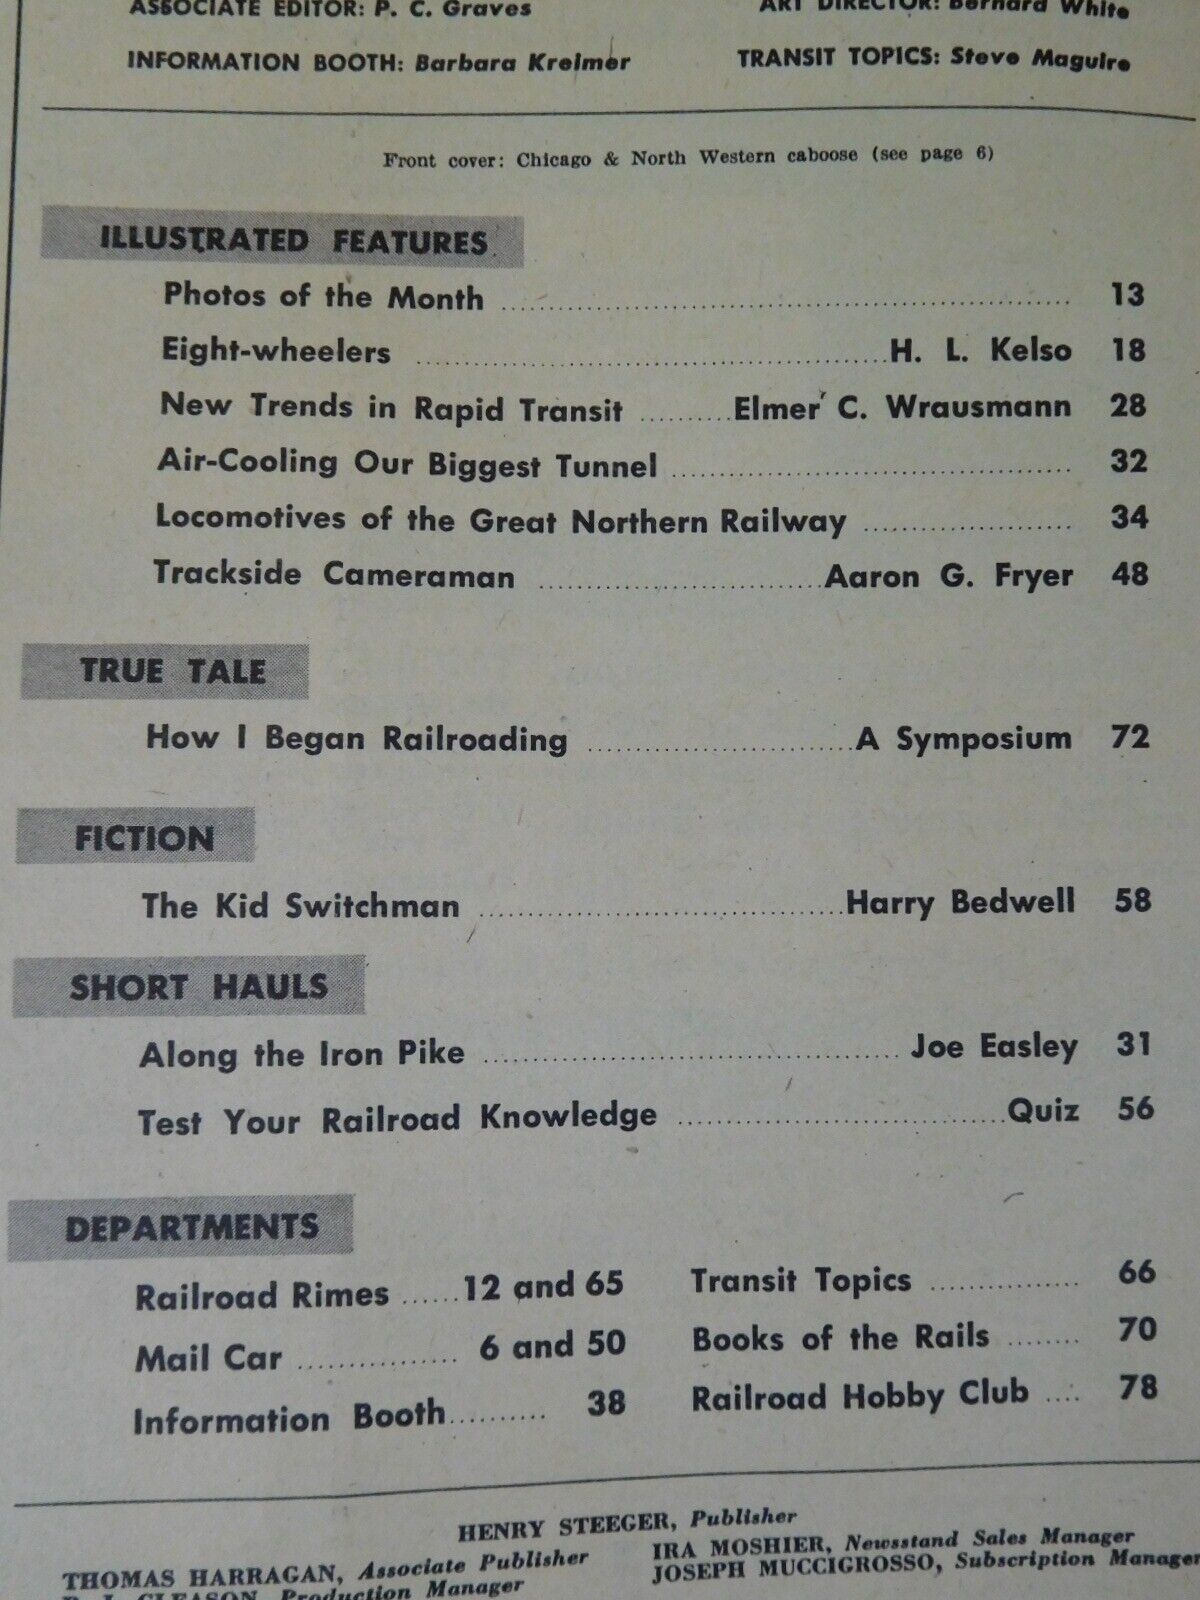 ASSOCIATE EDITOR: P. C. Graves ART DIRECTOR: Bernard White
INFORMATION BOOTH: Barbara Kreimer TRANSIT TOPICS: Steve Maguire
Front cover: Chicago & North Western caboose (see page 6)
ILLUSTRATED FEATURES
Photos of the Month 13
Eight-wheelers H. L. Kelso 18
New Trends in Rapid Transit Elmer C. Wrausmann 28
Air-Cooling Our Biggest Tunnel 32
Locomotives of the Great Northern Railway 34
Trackside Cameraman Aaron G. Fryer 48
TRUE TALE
How I Began Railroading A Symposium 72
FICTION
The Kid Switchman Harry Bedwell 58
SHORT HAULS
Along the Iron Pike Joe Easley 31
Test Your Railroad Knowledge Quiz 56
DEPARTMENTS
Railroad Rimes 12 and 65
Mail Car 6 and 50
Information Booth 38
Transit Topics 66
Books of the Rails 70
Railroad Hobby Club 78
HENRY STEEGER, Publisher
THOMAS HARRAGAN, Associate Publisher
GLEASON, Production Manager
IRA MOSHIER, Newsstand Sales Manager
JOSEPH MUCCIGROSSO, Subscription Manager